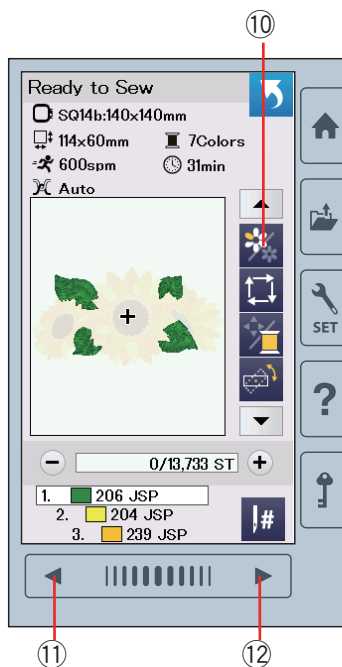 ⑩
Ready to Sew
SQ14b:140×140mm
114×60mm 7Colors
600spm 31min
Auto
SET
?
0/13,733 ST
1. 206 JSP
2. 204 JSP
3. 239 JSP
#
⑪ ⑫